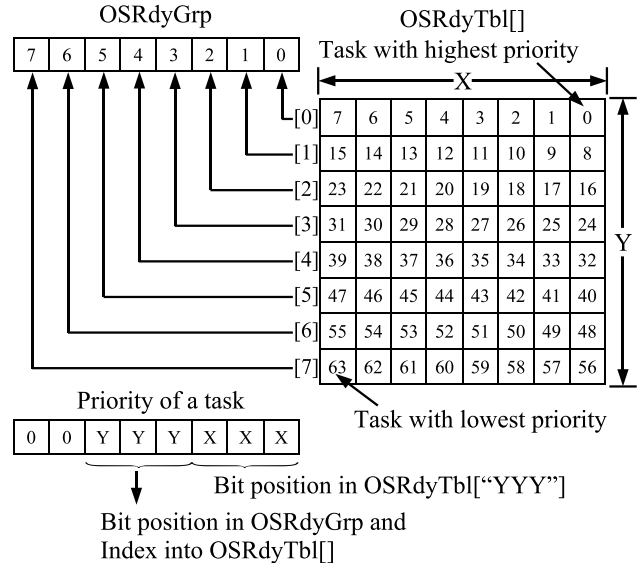 OSRdyGrp
OSRdyTbl[]
Task with highest priority
7 6 5 4 3 2 1 0
X
[0] 7 6 5 4 3 2 1 0
[1] 15 14 13 12 11 10 9 8
[2] 23 22 21 20 19 18 17 16
[3] 31 30 29 28 27 26 25 24
Y
[4] 39 38 37 36 35 34 33 32
[5] 47 46 45 44 43 42 41 40
[6] 55 54 53 52 51 50 49 48
[7] 63 62 61 60 59 58 57 56
Priority of a task
Task with lowest priority
0 0 Y Y Y X X X
Bit position in OSRdyTbl[“YYY”]
Bit position in OSRdyGrp and
Index into OSRdyTbl[]